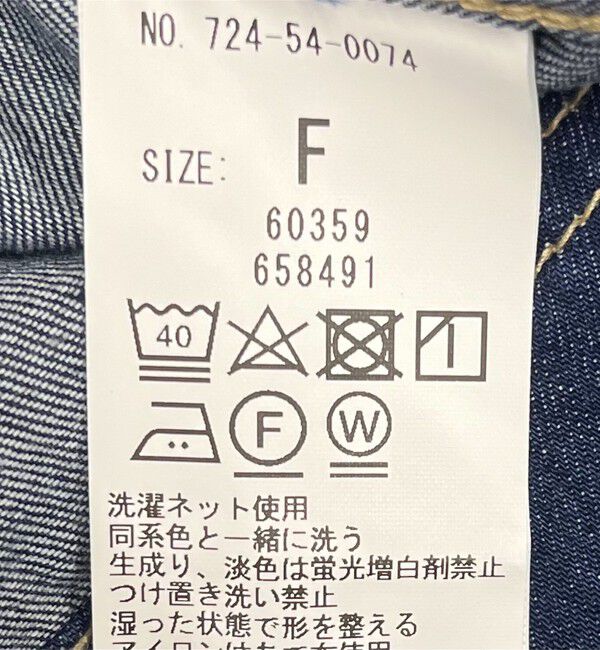 NO. 724-54-0074
SIZE: F
60359
658491
40
F W
洗濯ネット使用
同系色と一緒に洗う
生成り、淡色は蛍光増白剤禁止
つけ置き洗い禁止
湿った状態で形を整える